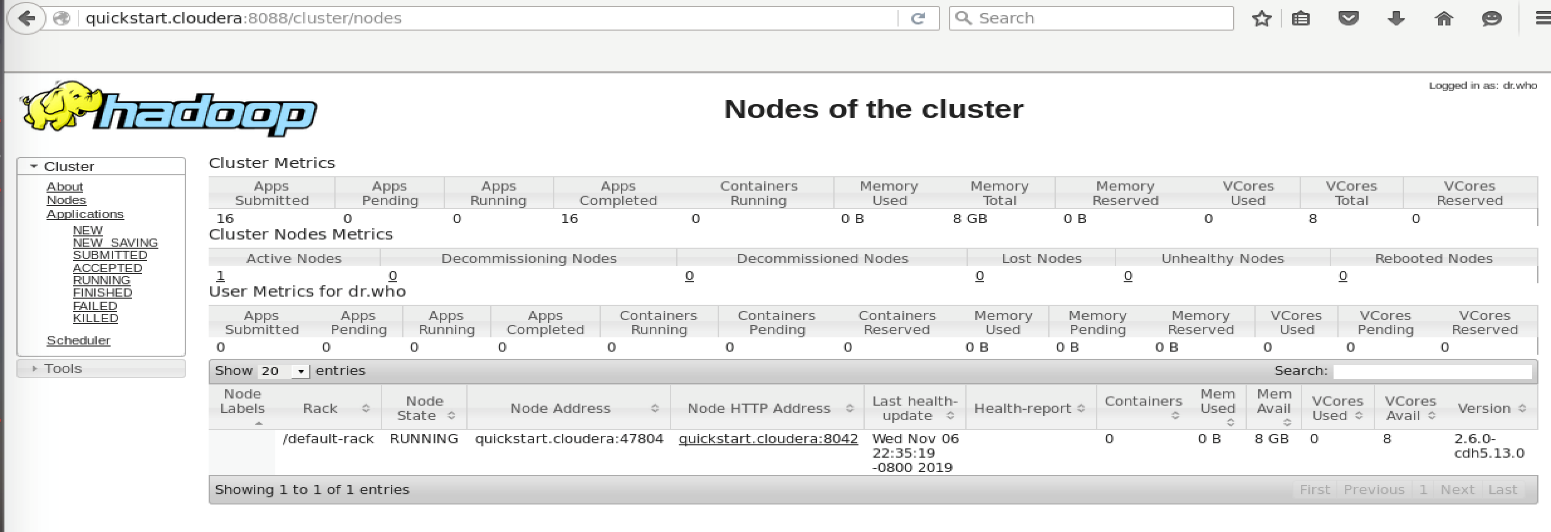 quickstart.cloudera:8088/cluster/nodes
Search
hadoop
Nodes of the cluster
Logged in as: dr.who
Cluster
About
Nodes
Applications
NEW
NEW_SAVING
SUBMITTED
ACCEPTED
RUNNING
FINISHED
FAILED
KILLED
Scheduler
Tools
Cluster Metrics
Apps Submitted Apps Pending Apps Running Apps Completed Containers Running Memory Used Memory Total Memory Reserved VCores Used VCores Total VCores Reserved
16 0 0 16 0 0 B 8 GB 0 B 0 8 0
Cluster Nodes Metrics
Active Nodes Decommissioning Nodes Decommissioned Nodes Lost Nodes Unhealthy Nodes Rebooted Nodes
1 0 0 0 0 0
User Metrics for dr.who
Apps Submitted Apps Pending Apps Running Apps Completed Containers Running Containers Pending Containers Reserved Memory Used Memory Pending Memory Reserved VCores Used VCores Pending VCores Reserved
0 0 0 0 0 0 0 0 B 0 B 0 B 0 0 0
Show 20 entries Search:
Node Labels Rack Node State Node Address Node HTTP Address Last health-update Health-report Containers Mem Used Mem Avail VCores Used VCores Avail Version
/default-rack RUNNING quickstart.cloudera:47804 quickstart.cloudera:8042 Wed Nov 06 22:35:19 -0800 2019 0 0 B 8 GB 0 8 2.6.0-cdh5.13.0
Showing 1 to 1 of 1 entries First Previous 1 Next Last